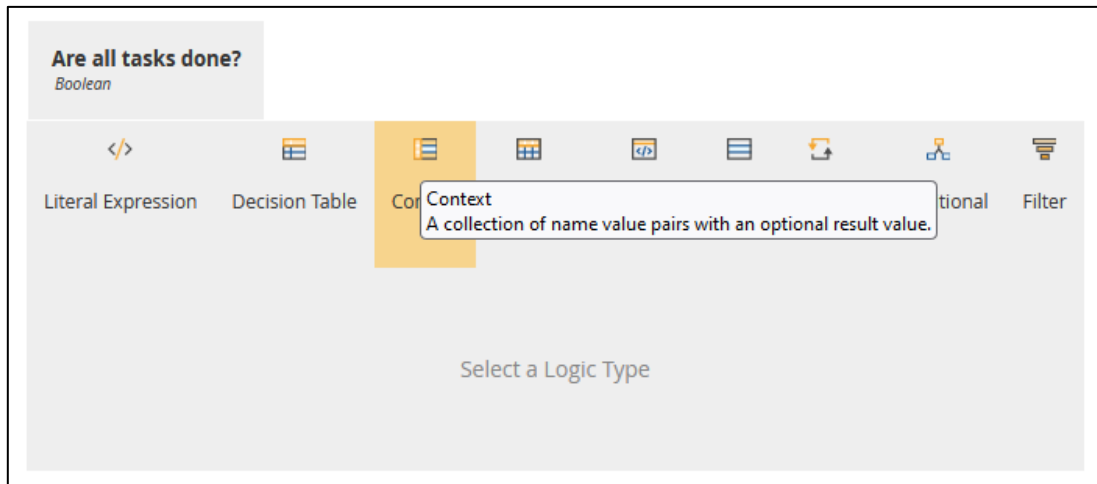 Are all tasks done?
Boolean
Literal Expression Decision Table Con tional Filter
Context
A collection of name value pairs with an optional result value.
Select a Logic Type